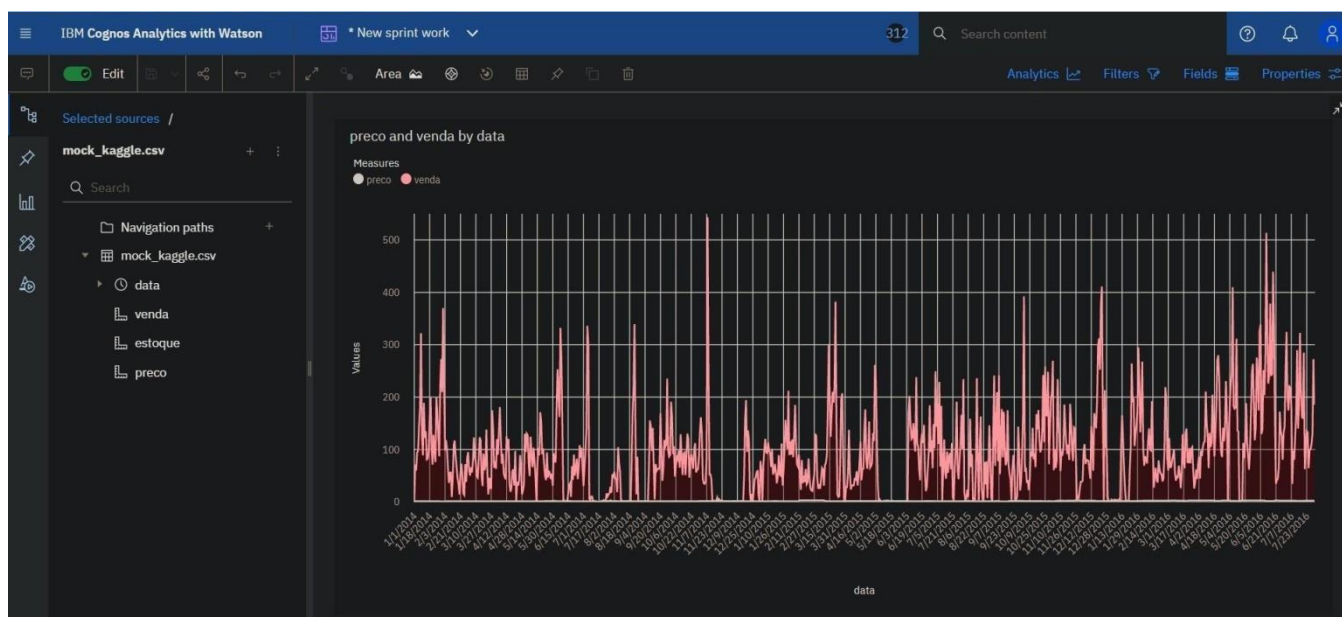 IBM Cognos Analytics with Watson
* New sprint work
312
Search content
Edit
Area
Analytics
Filters
Fields
Properties
Selected sources /
mock_kaggle.csv
Search
Navigation paths
mock_kaggle.csv
data
venda
estoque
preco
preco and venda by data
Measures
preco venda
Values
500
400
300
200
100
0
1/1/2014
1/18/2014
2/3/2014
2/21/2014
3/10/2014
3/27/2014
4/12/2014
4/28/2014
5/14/2014
5/30/2014
6/15/2014
7/1/2014
7/17/2014
8/2/2014
8/18/2014
9/4/2014
9/20/2014
10/6/2014
10/22/2014
11/7/2014
11/23/2014
12/9/2014
1/10/2015
1/26/2015
2/11/2015
2/27/2015
3/15/2015
3/31/2015
4/16/2015
5/2/2015
5/18/2015
6/3/2015
6/19/2015
7/5/2015
7/21/2015
8/6/2015
8/22/2015
9/7/2015
9/23/2015
10/9/2015
10/25/2015
11/10/2015
11/26/2015
12/12/2015
12/28/2015
1/13/2016
1/29/2016
2/14/2016
3/1/2016
3/17/2016
4/2/2016
4/18/2016
5/4/2016
5/20/2016
6/5/2016
6/21/2016
7/7/2016
7/23/2016
data